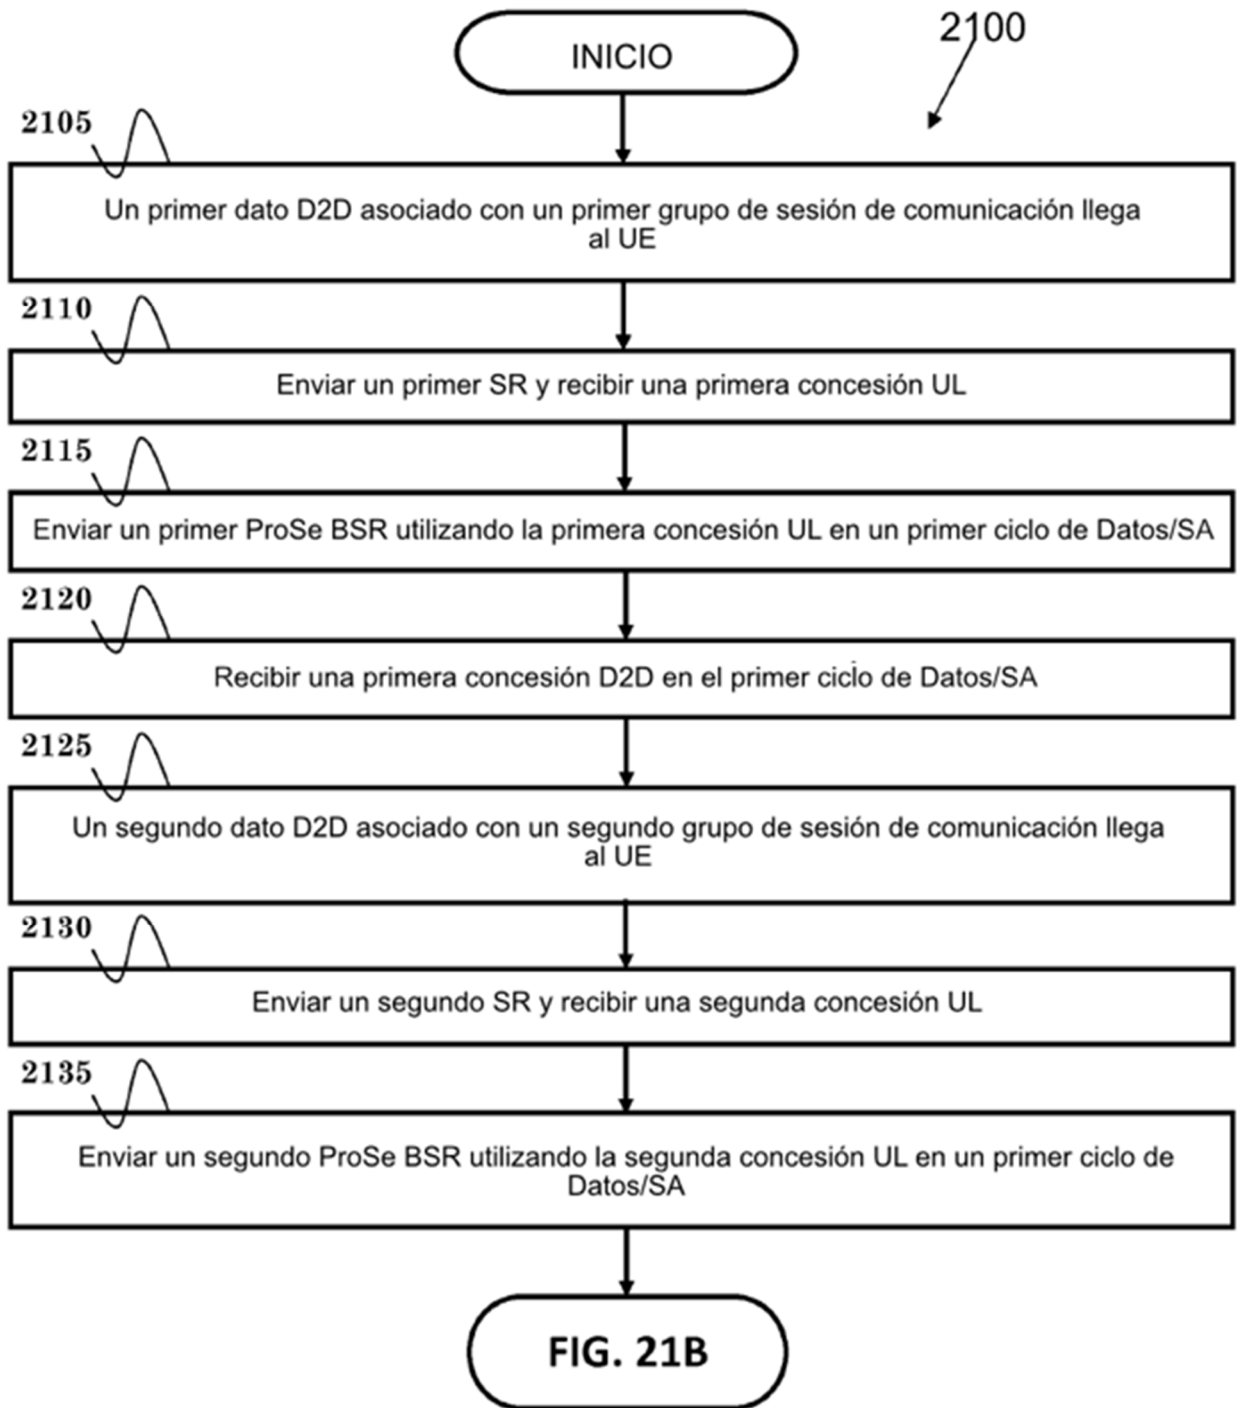 INICIO
2100
2105
Un primer dato D2D asociado con un primer grupo de sesión de comunicación llega
al UE
2110
Enviar un primer SR y recibir una primera concesión UL
2115
Enviar un primer ProSe BSR utilizando la primera concesión UL en un primer ciclo de Datos/SA
2120
Recibir una primera concesión D2D en el primer ciclo de Datos/SA
2125
Un segundo dato D2D asociado con un segundo grupo de sesión de comunicación llega
al UE
2130
Enviar un segundo SR y recibir una segunda concesión UL
2135
Enviar un segundo ProSe BSR utilizando la segunda concesión UL en un primer ciclo de
Datos/SA
FIG. 21B